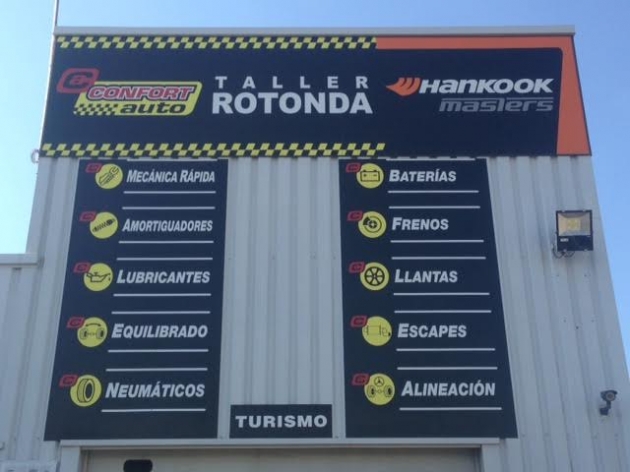 CONFORT
auto
TALLER
ROTONDA
HANKOOK
masters
MECÁNICA RÁPIDA
AMORTIGUADORES
LUBRICANTES
EQUILIBRADO
NEUMÁTICOS
BATERÍAS
FRENOS
LLANTAS
ESCAPES
ALINEACIÓN
TURISMO